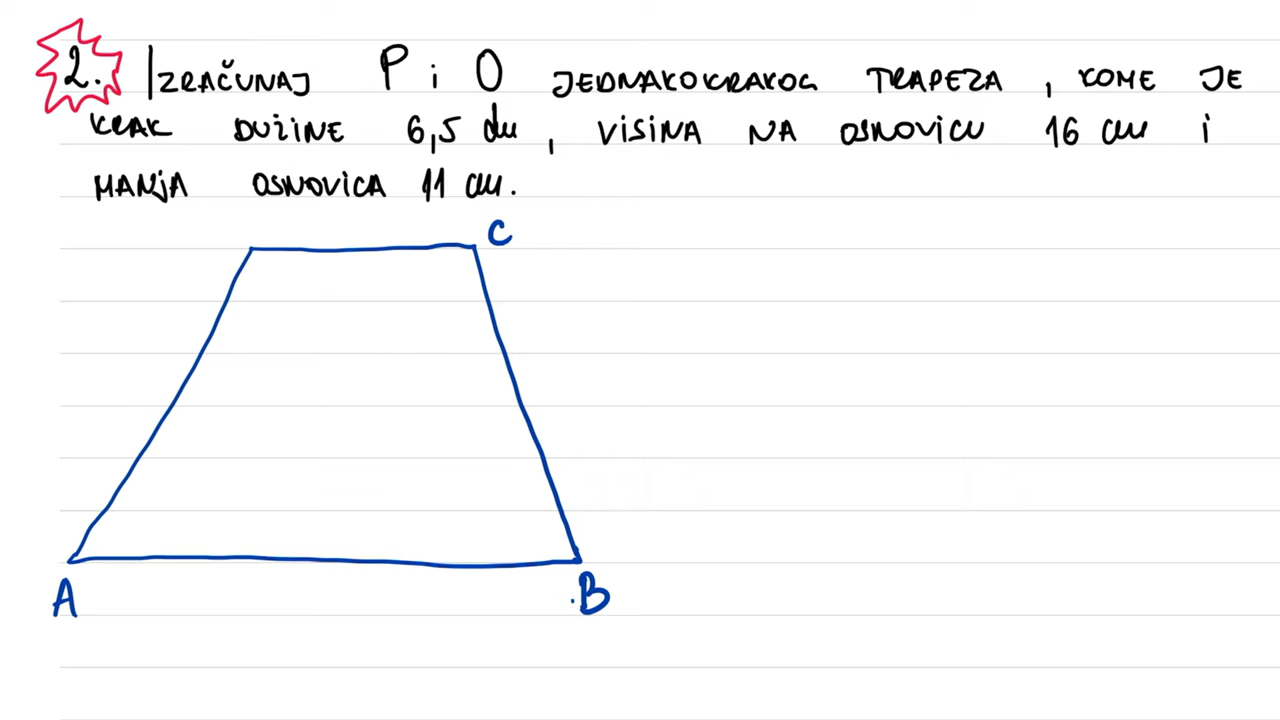 2. IZRAČUNAJ P i O JEDNAKOKRAKOG TRAPEZA, KOME JE
KRAK DUŽINE 6,5 dm, VISINA NA OSNOVICU 16 cm i
MANJA OSNOVICA 11 cm.
C
A B